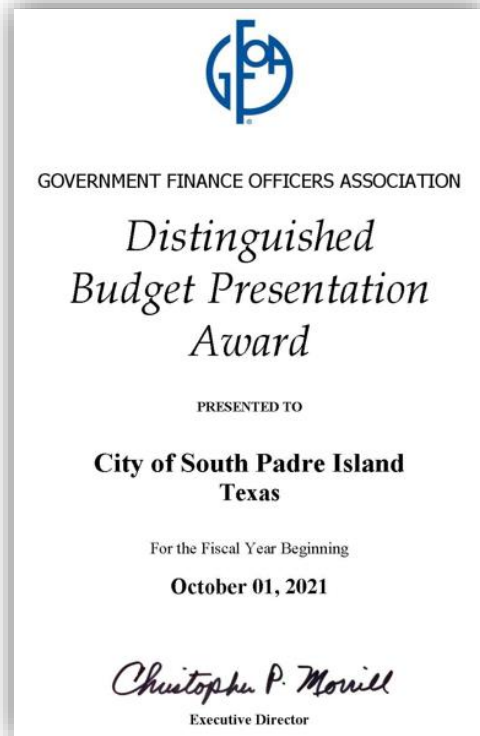 GFOA
GOVERNMENT FINANCE OFFICERS ASSOCIATION
Distinguished
Budget Presentation
Award
PRESENTED TO
City of South Padre Island
Texas
For the Fiscal Year Beginning
October 01, 2021
Christopher P. Morrill
Executive Director